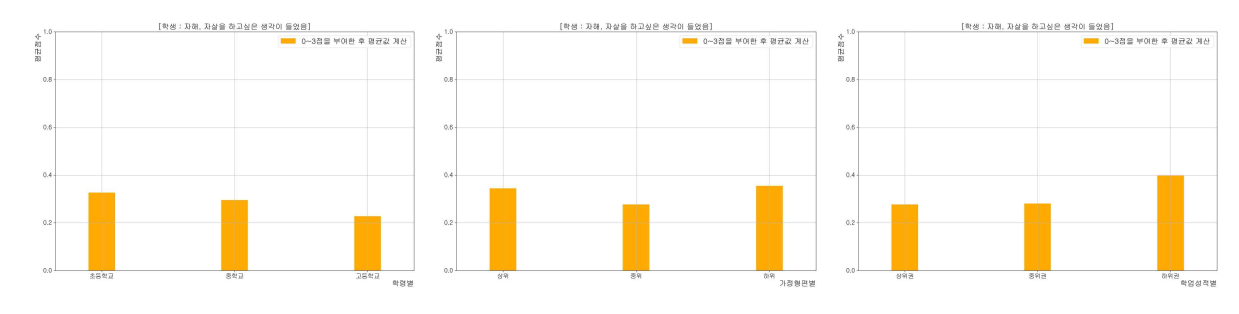 [학생 : 자해, 자살을 하고싶은 생각이 들었음]
평균점수
1.0
0.8
0.6
0.4
0.2
0.0
0~3점을 부여한 후 평균값 계산
초등학교 중학교 고등학교
학령별
[학생 : 자해, 자살을 하고싶은 생각이 들었음]
평균점수
1.0
0.8
0.6
0.4
0.2
0.0
0~3점을 부여한 후 평균값 계산
상위 중위 하위
가정형편별
[학생 : 자해, 자살을 하고싶은 생각이 들었음]
평균점수
1.0
0.8
0.6
0.4
0.2
0.0
0~3점을 부여한 후 평균값 계산
상위권 중위권 하위권
학업성적별